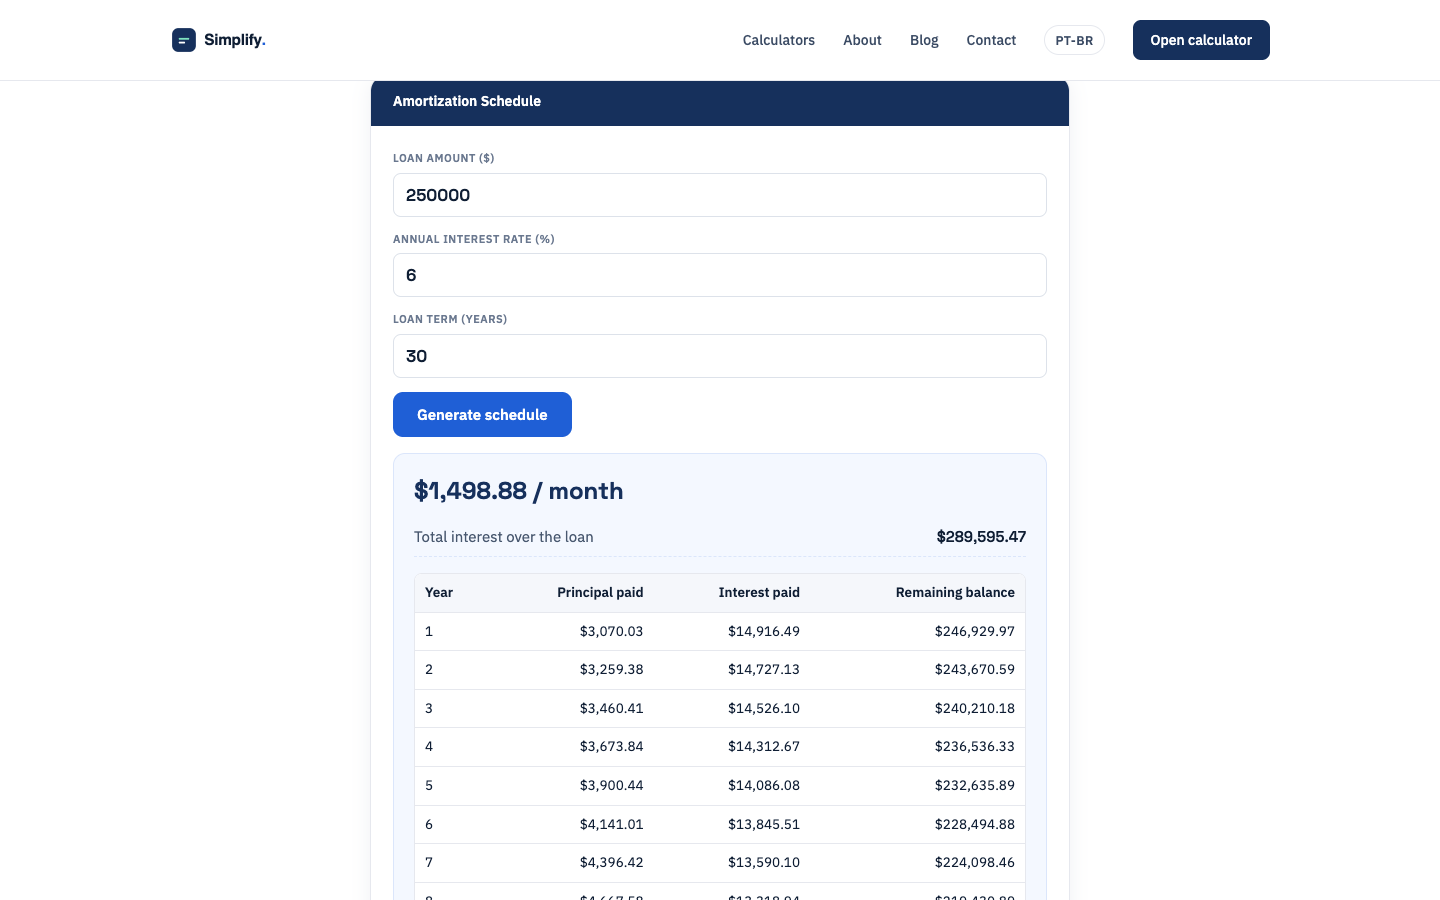 Simplify.
Calculators About Blog Contact PT-BR Open calculator
Amortization Schedule
LOAN AMOUNT ($)
250000
ANNUAL INTEREST RATE (%)
6
LOAN TERM (YEARS)
30
Generate schedule
$1,498.88 / month
Total interest over the loan $289,595.47
Year Principal paid Interest paid Remaining balance
1 $3,070.03 $14,916.49 $246,929.97
2 $3,259.38 $14,727.13 $243,670.59
3 $3,460.41 $14,526.10 $240,210.18
4 $3,673.84 $14,312.67 $236,536.33
5 $3,900.44 $14,086.08 $232,635.89
6 $4,141.01 $13,845.51 $228,494.88
7 $4,396.42 $13,590.10 $224,098.46